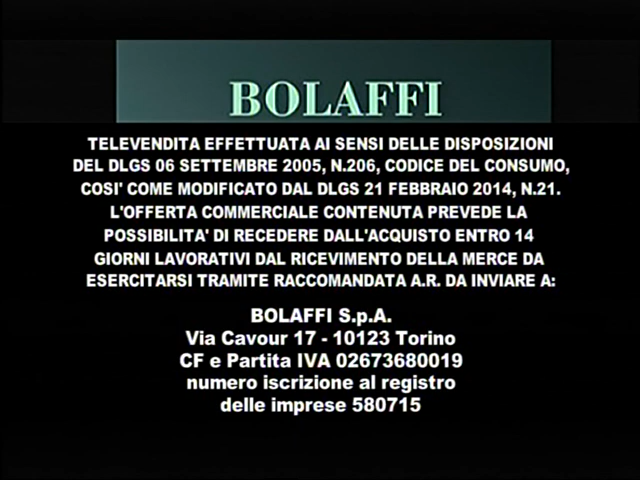 BOLAFFI
TELEVENDITA EFFETTUATA AI SENSI DELLE DISPOSIZIONI
DEL DLGS 06 SETTEMBRE 2005, N.206, CODICE DEL CONSUMO,
COSI' COME MODIFICATO DAL DLGS 21 FEBBRAIO 2014, N.21.
L'OFFERTA COMMERCIALE CONTENUTA PREVEDE LA
POSSIBILITA' DI RECEDERE DALL'ACQUISTO ENTRO 14
GIORNI LAVORATIVI DAL RICEVIMENTO DELLA MERCE DA
ESERCITARSI TRAMITE RACCOMANDATA A.R. DA INVIARE A:
BOLAFFI S.p.A.
Via Cavour 17 - 10123 Torino
CF e Partita IVA 02673680019
numero iscrizione al registro
delle imprese 580715